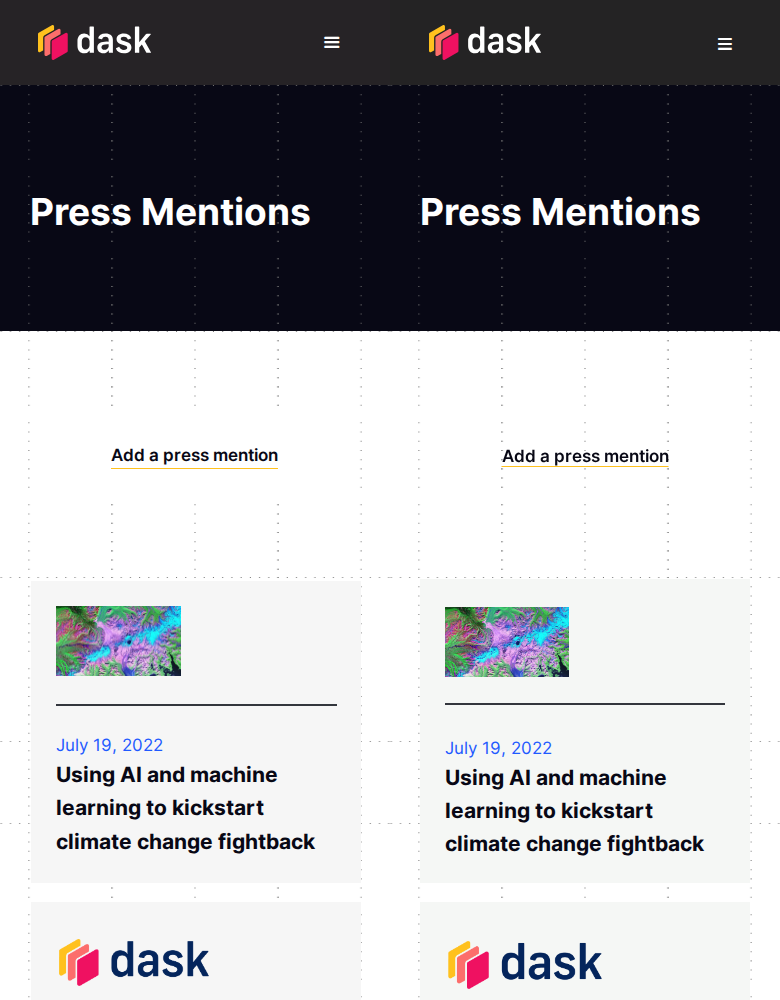 dask
Press Mentions
Add a press mention
July 19, 2022
Using AI and machine
learning to kickstart
climate change fightback
dask
dask
Press Mentions
Add a press mention
July 19, 2022
Using AI and machine
learning to kickstart
climate change fightback
dask